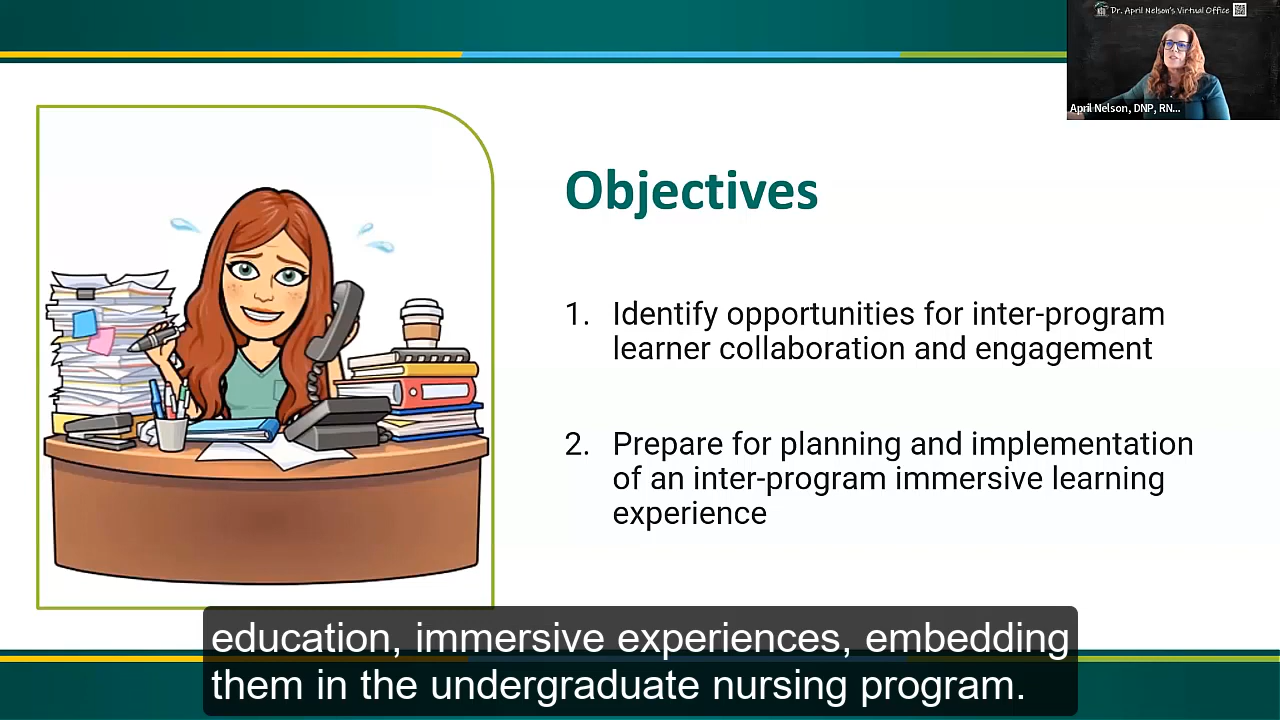 Dr. April Nelson's Virtual Office
April Nelson, DNP, RN...
Objectives
1. Identify opportunities for inter-program
learner collaboration and engagement
2. Prepare for planning and implementation
of an inter-program immersive learning
experience
education, immersive experiences, embedding
them in the undergraduate nursing program.